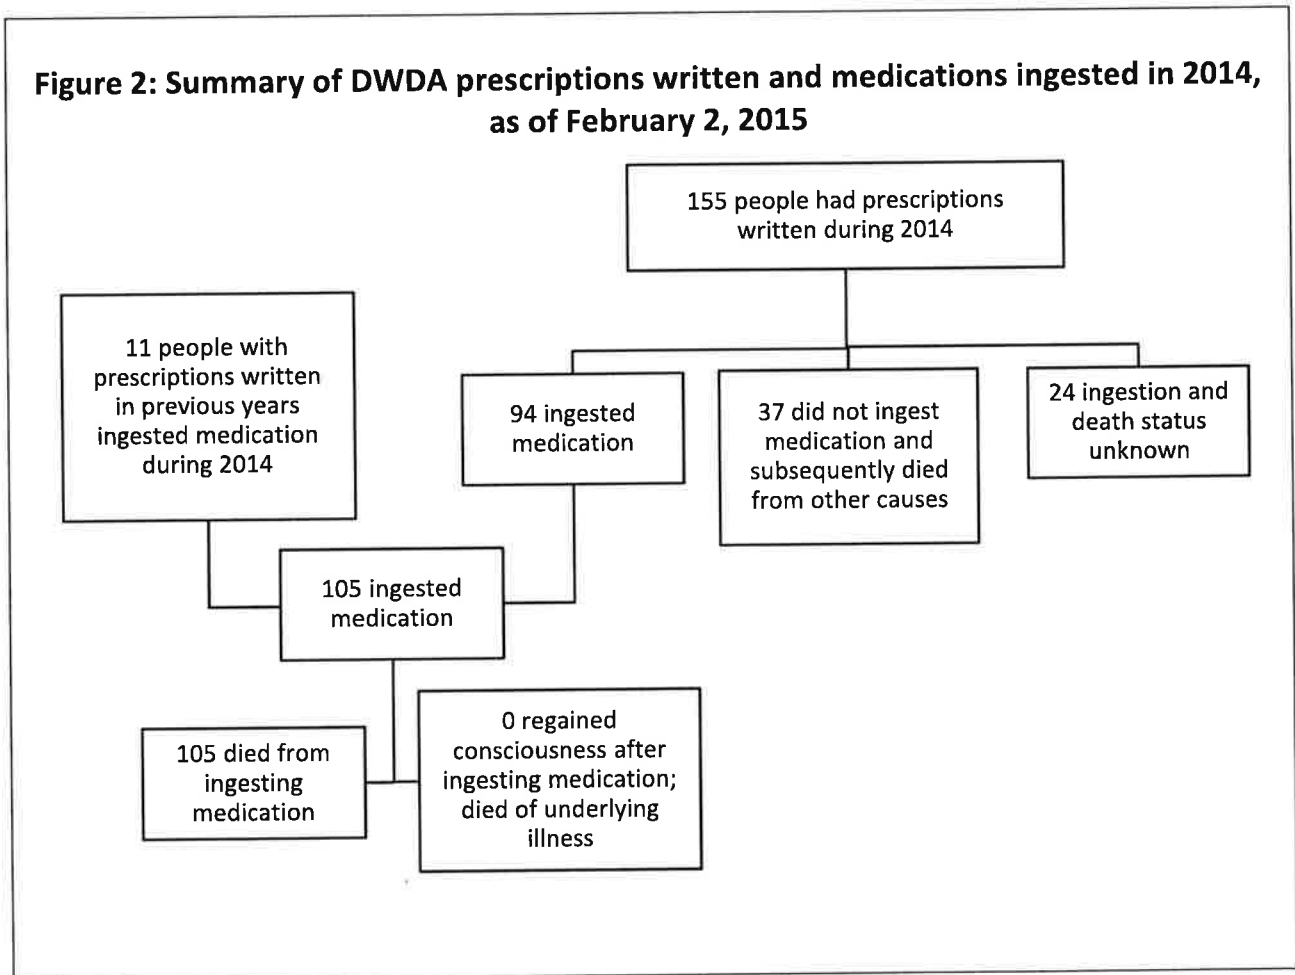 Figure 2: Summary of DWDA prescriptions written and medications ingested in 2014,
as of February 2, 2015
155 people had prescriptions
written during 2014
11 people with
prescriptions written
in previous years
ingested medication
during 2014
94 ingested
medication
37 did not ingest
medication and
subsequently died
from other causes
24 ingestion and
death status
unknown
105 ingested
medication
105 died from
ingesting
medication
0 regained
consciousness after
ingesting medication;
died of underlying
illness